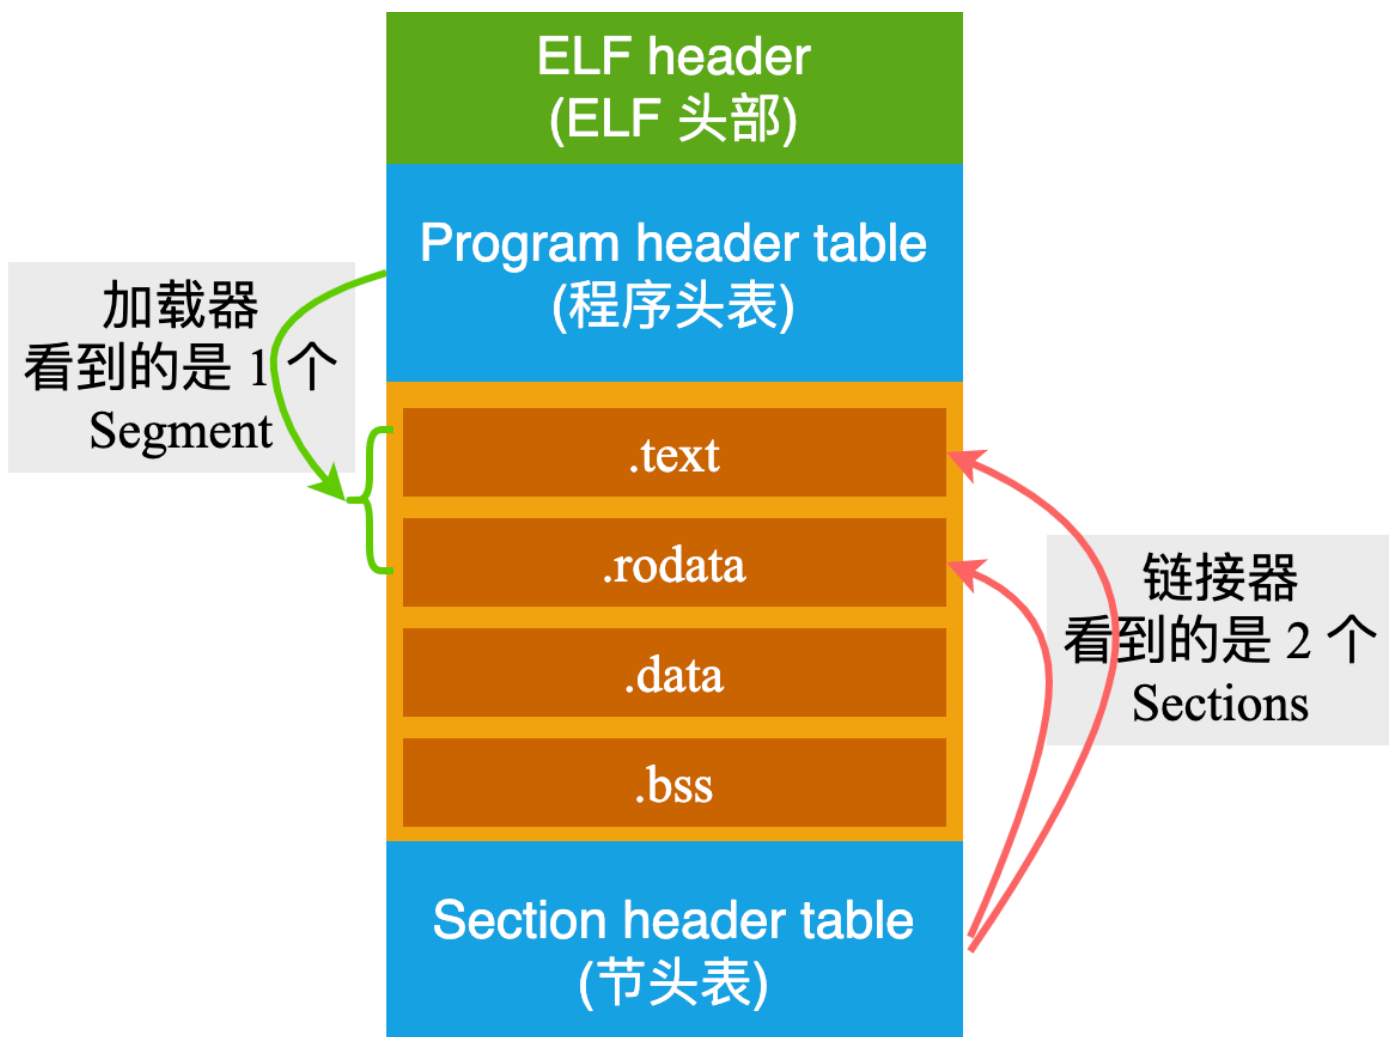 ELF header
(ELF 头部)
Program header table
(程序头表)
加载器
看到的是 1 个
Segment
.text
.rodata
.data
.bss
链接器
看到的是 2 个
Sections
Section header table
(节头表)